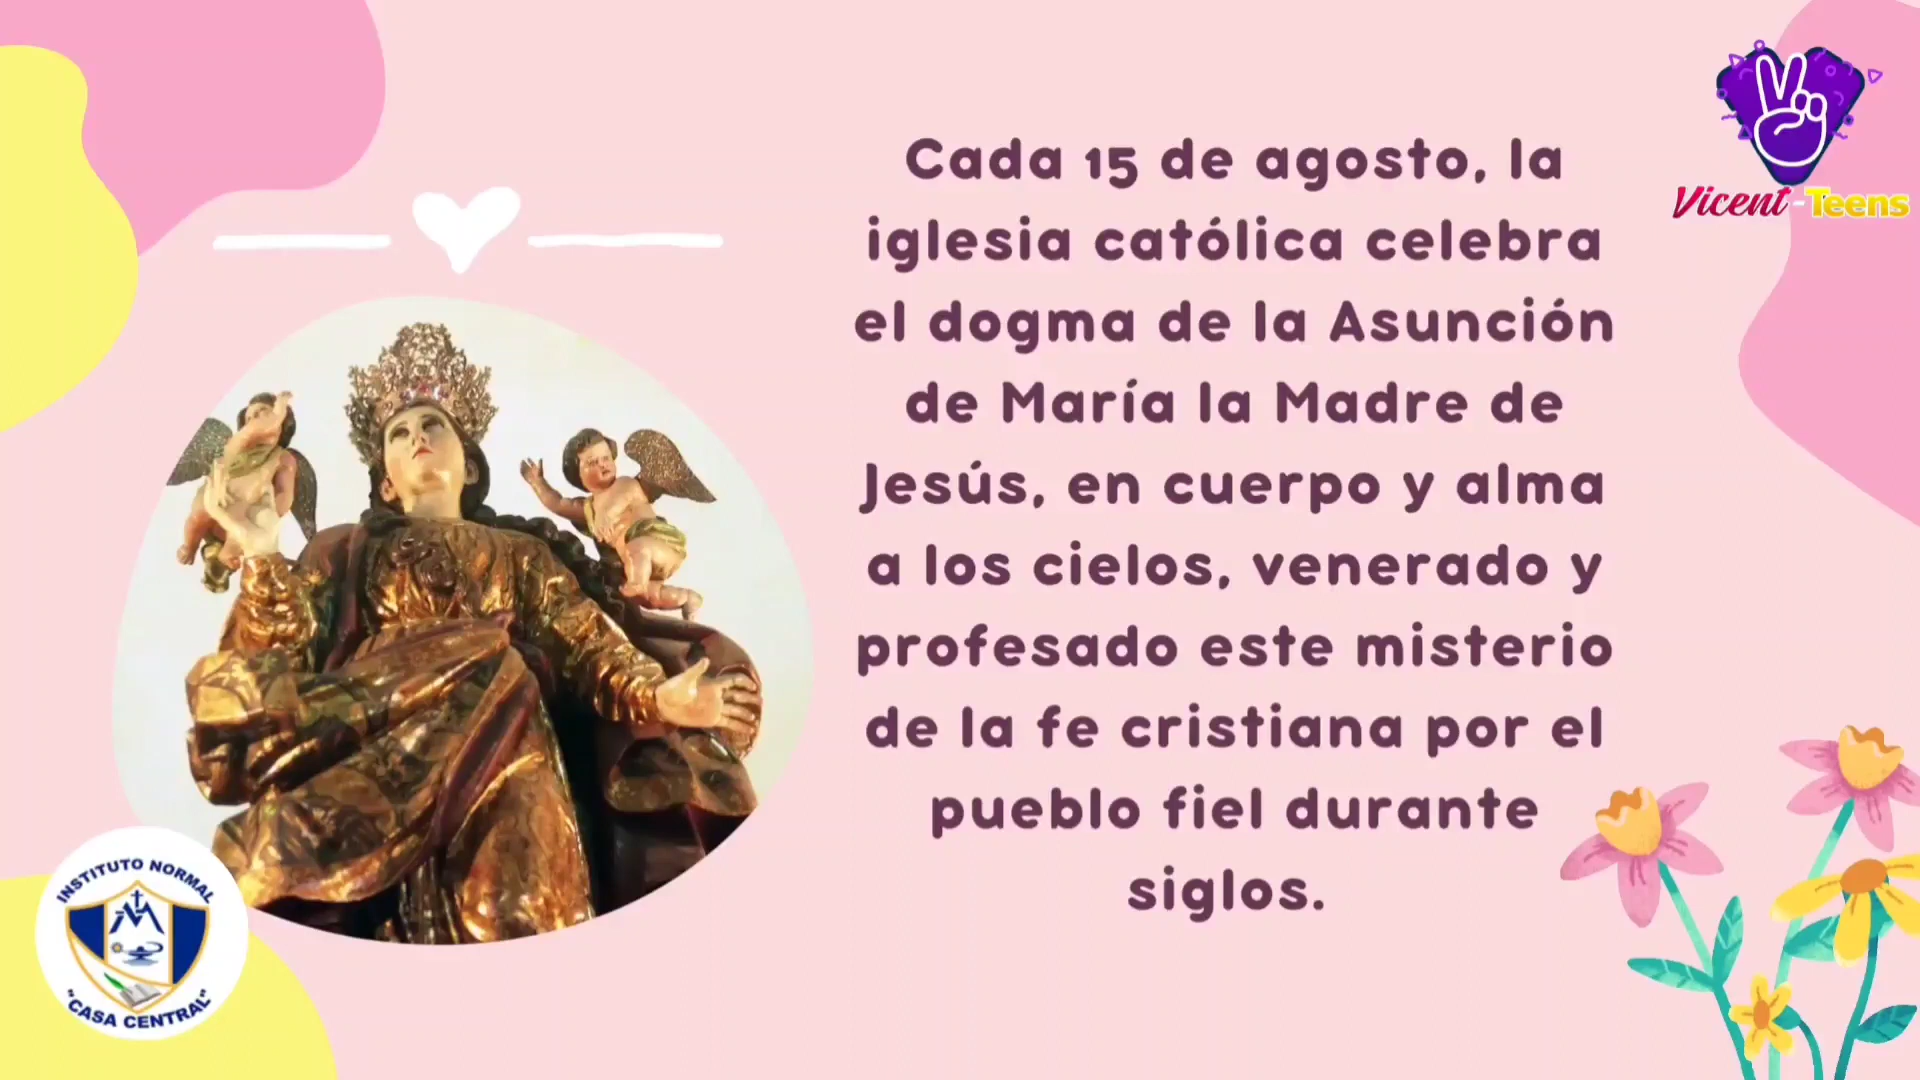 Vicent-Teens
Cada 15 de agosto, la
iglesia católica celebra
el dogma de la Asunción
de María la Madre de
Jesús, en cuerpo y alma
a los cielos, venerado y
profesado este misterio
de la fe cristiana por el
pueblo fiel durante
siglos.
INSTITUTO NORMAL
"CASA CENTRAL"